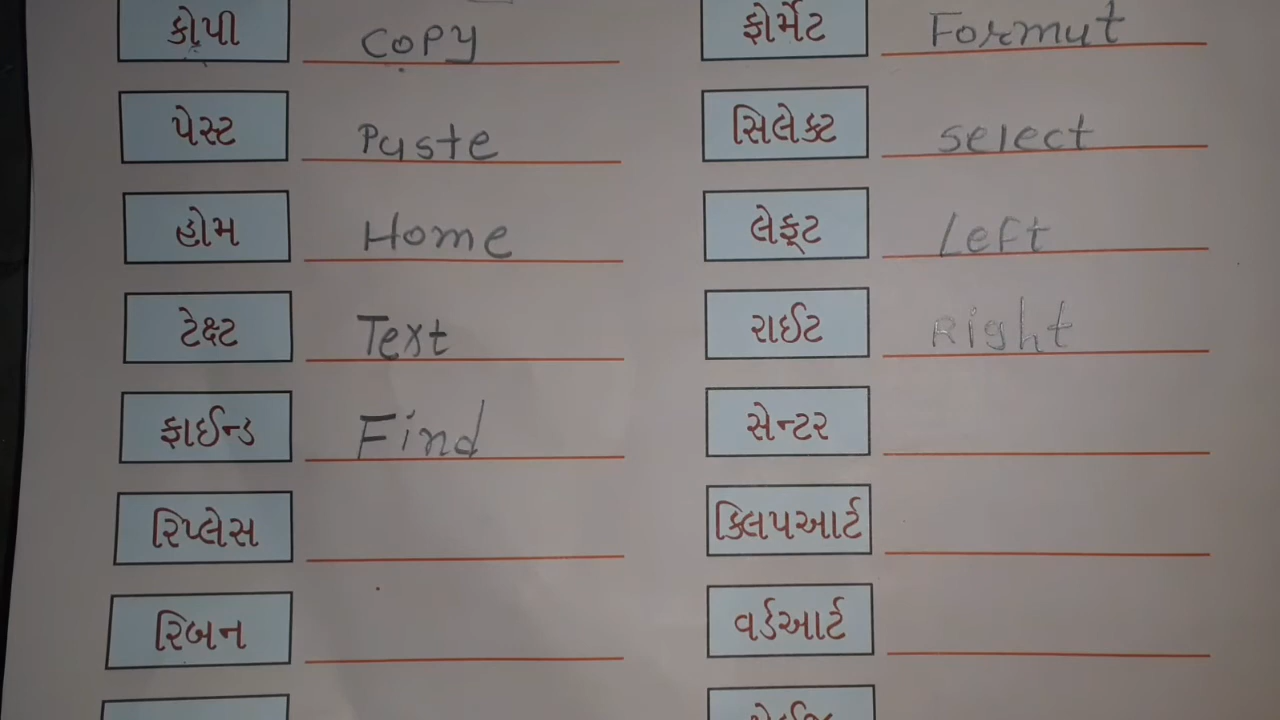 કોપી copy ફોર્મેટ Formut
પેસ્ટ Paste સિલેક્ટ select
હોમ Home લેફ્ટ Left
ટેક્ષ્ટ Text રાઈટ Right
ફાઈન્ડ Find સેન્ટર
રિપ્લેસ ક્લિપઆર્ટ
રિબન વર્ડઆર્ટ